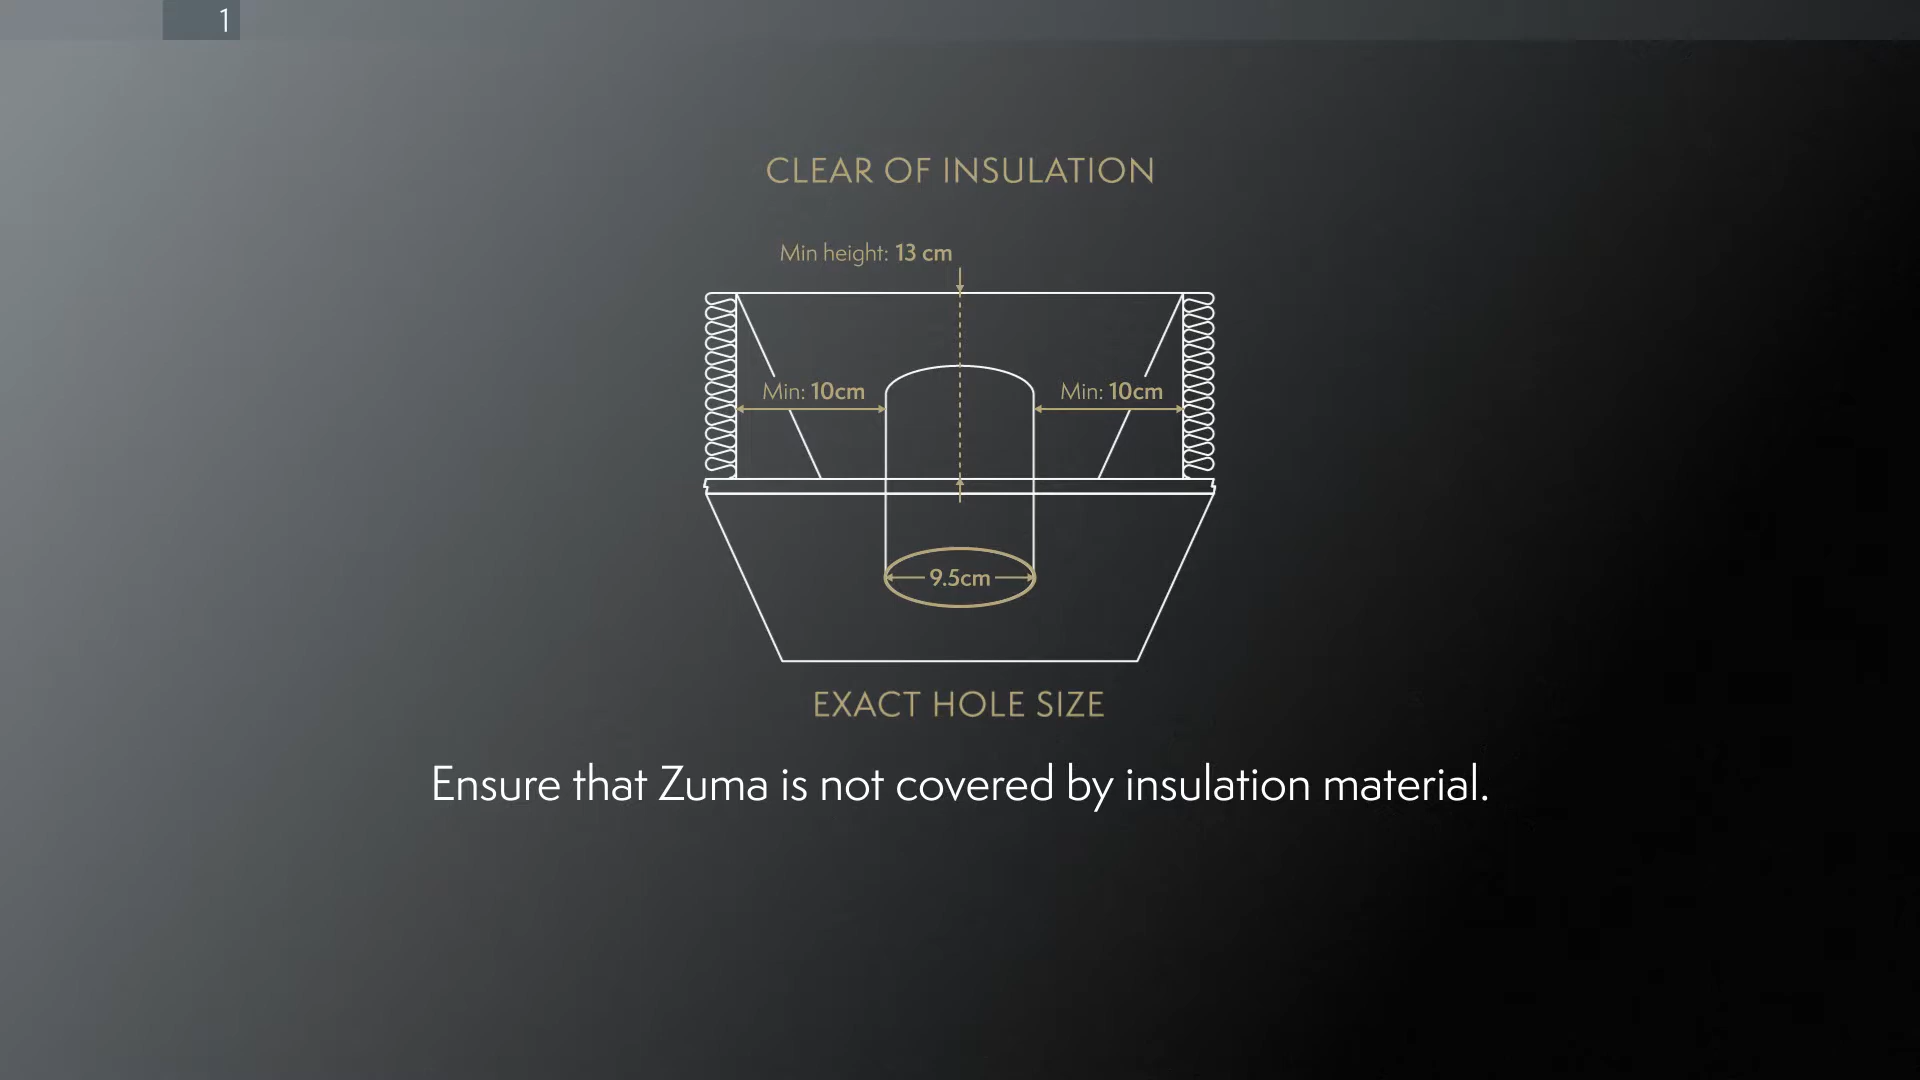 1
CLEAR OF INSULATION
Min height: 13 cm
Min: 10cm
Min: 10cm
9.5cm
EXACT HOLE SIZE
Ensure that Zuma is not covered by insulation material.